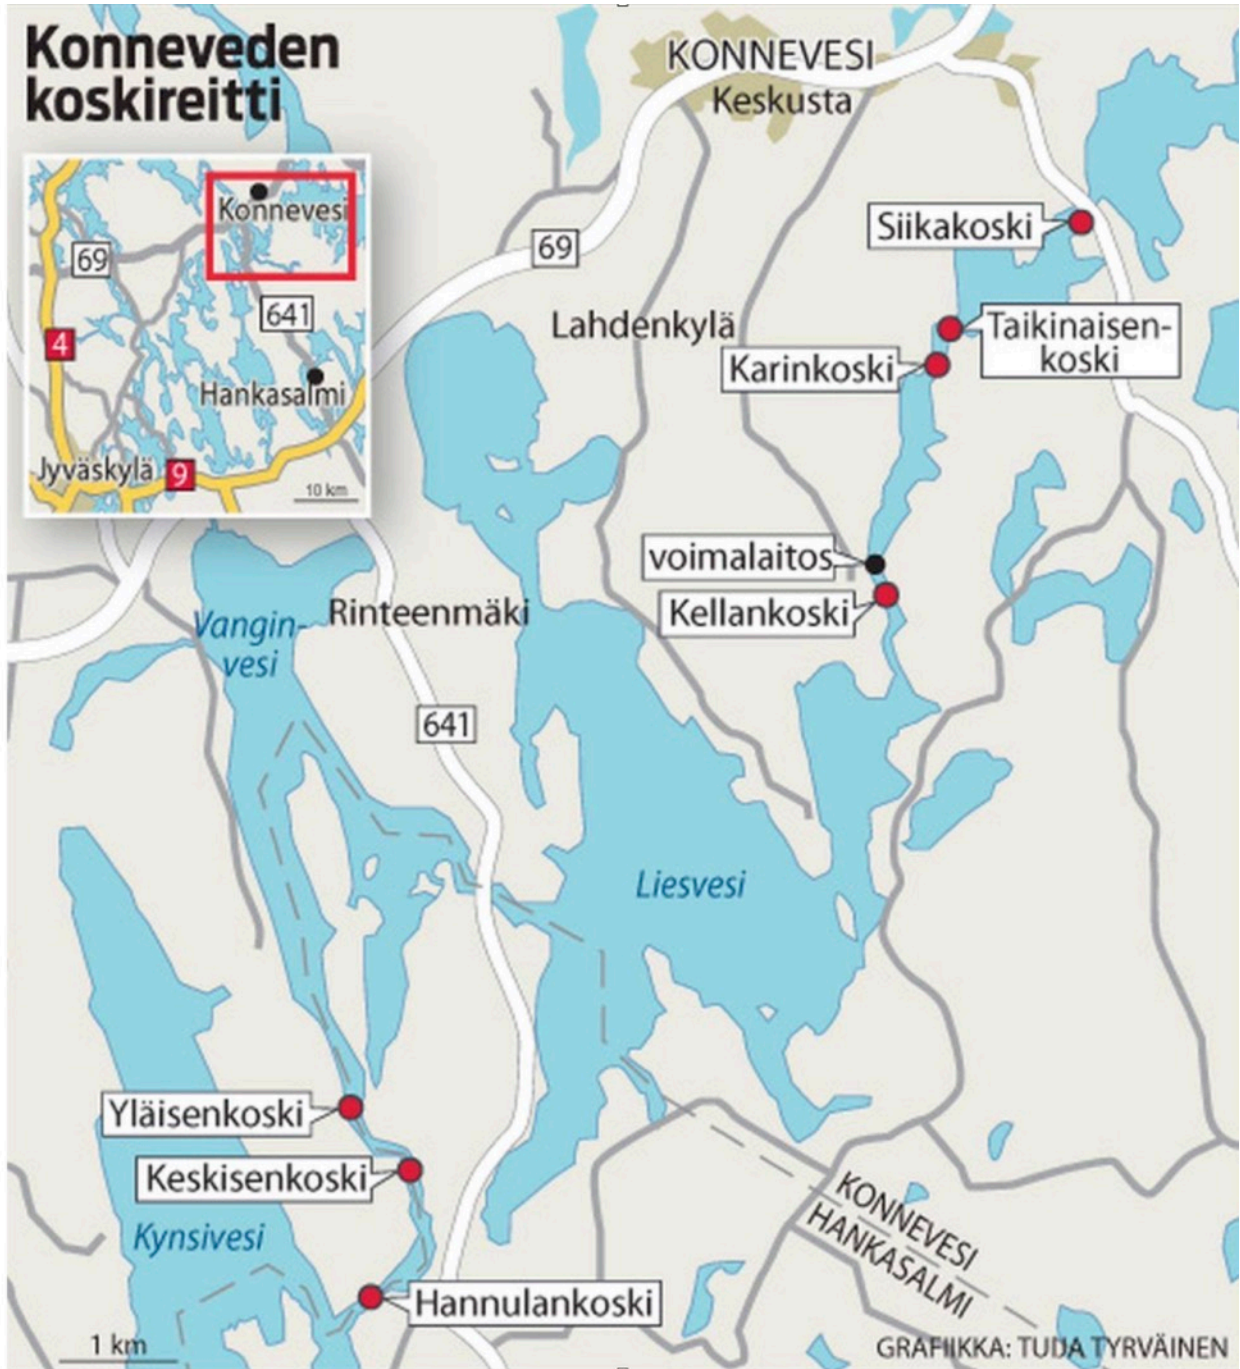 Konneveden
koskireitti
KONNEVESI
Keskusta
Konnevesi
69
641
4
Hankasalmi
Jyväskylä
9
10 km
69
Siikakoski
Lahdenkylä
Taikinaisen-
koski
Karinkoski
voimalaitos
Kellankoski
Vangin-
vesi
Rinteenmäki
641
Liesvesi
Yläisenkoski
Keskisenkoski
Kynsivesi
KONNEVESI
HANKASALMI
Hannulankoski
1 km
GRAFIIKKA: TUIJA TYRVÄINEN